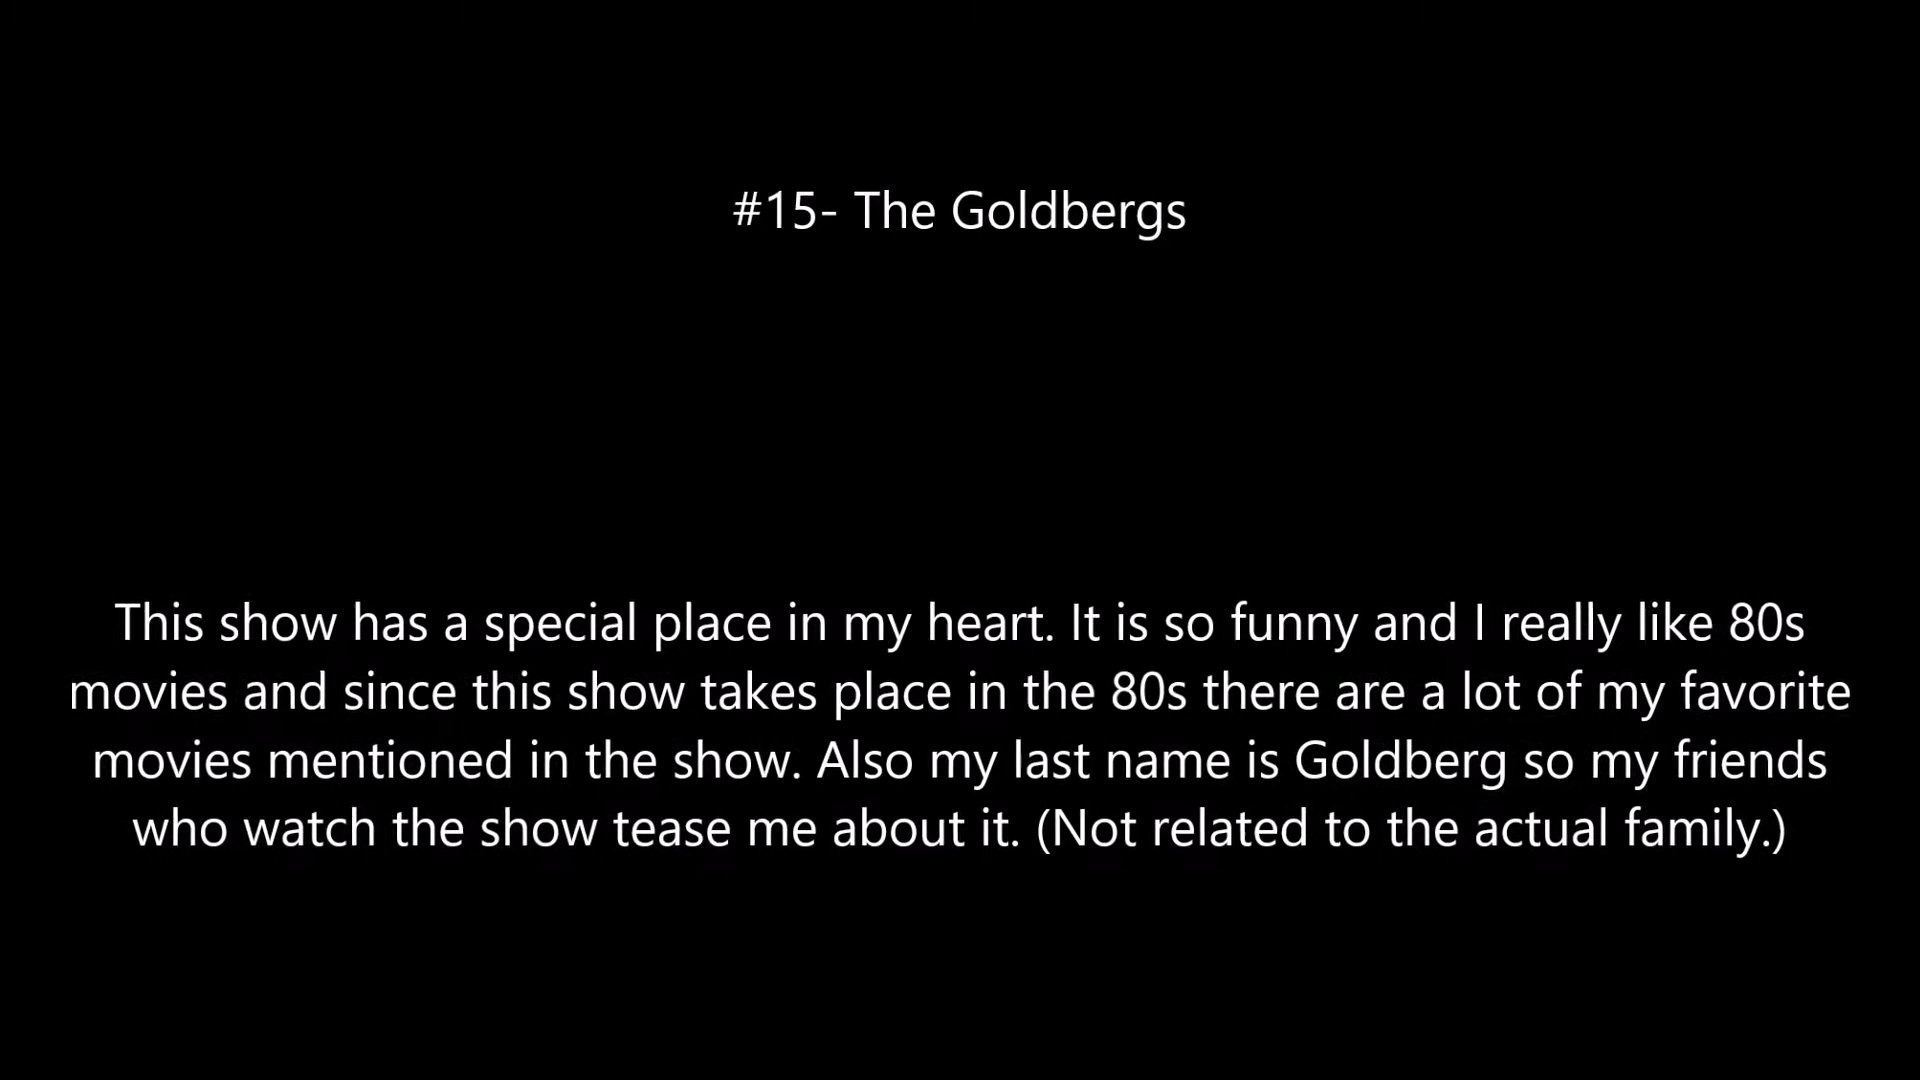 #15- The Goldbergs
This show has a special place in my heart. It is so funny and I really like 80s
movies and since this show takes place in the 80s there are a lot of my favorite
movies mentioned in the show. Also my last name is Goldberg so my friends
who watch the show tease me about it. (Not related to the actual family.)